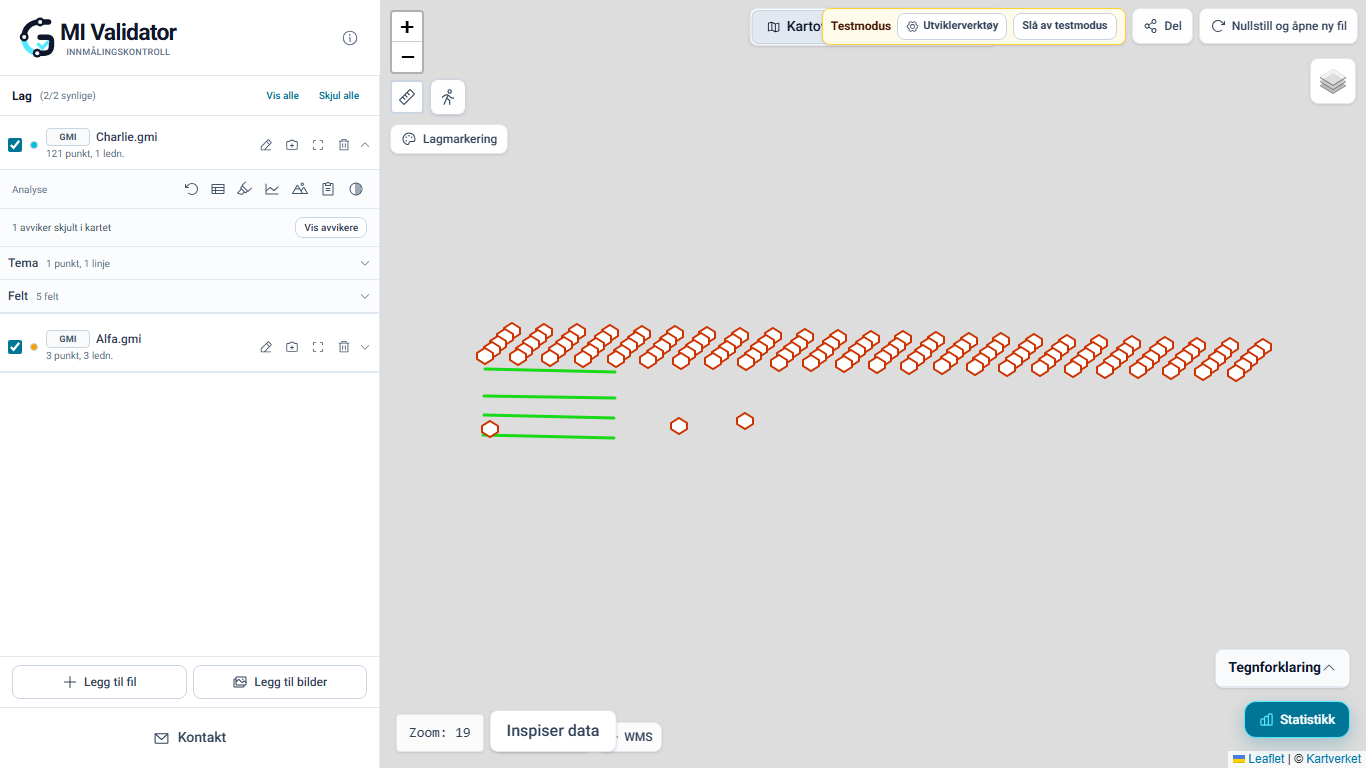 MI Validator
INNMÅLINGSKONTROLL
Lag (2/2 synlige) Vis alle Skjul alle
GMI Charlie.gmi
121 punkt, 1 ledn.
Analyse
1 avviker skjult i kartet Vis avvikere
Tema 1 punkt, 1 linje
Felt 5 felt
GMI Alfa.gmi
3 punkt, 3 ledn.
Legg til fil Legg til bilder
Kontakt
+
−
Testmodus Utviklerverktøy Slå av testmodus Del Nullstill og åpne ny fil
Lagmarkering
Tegnforklaring
Statistikk
Zoom: 19 Inspiser data WMS
Leaflet | © Kartverket